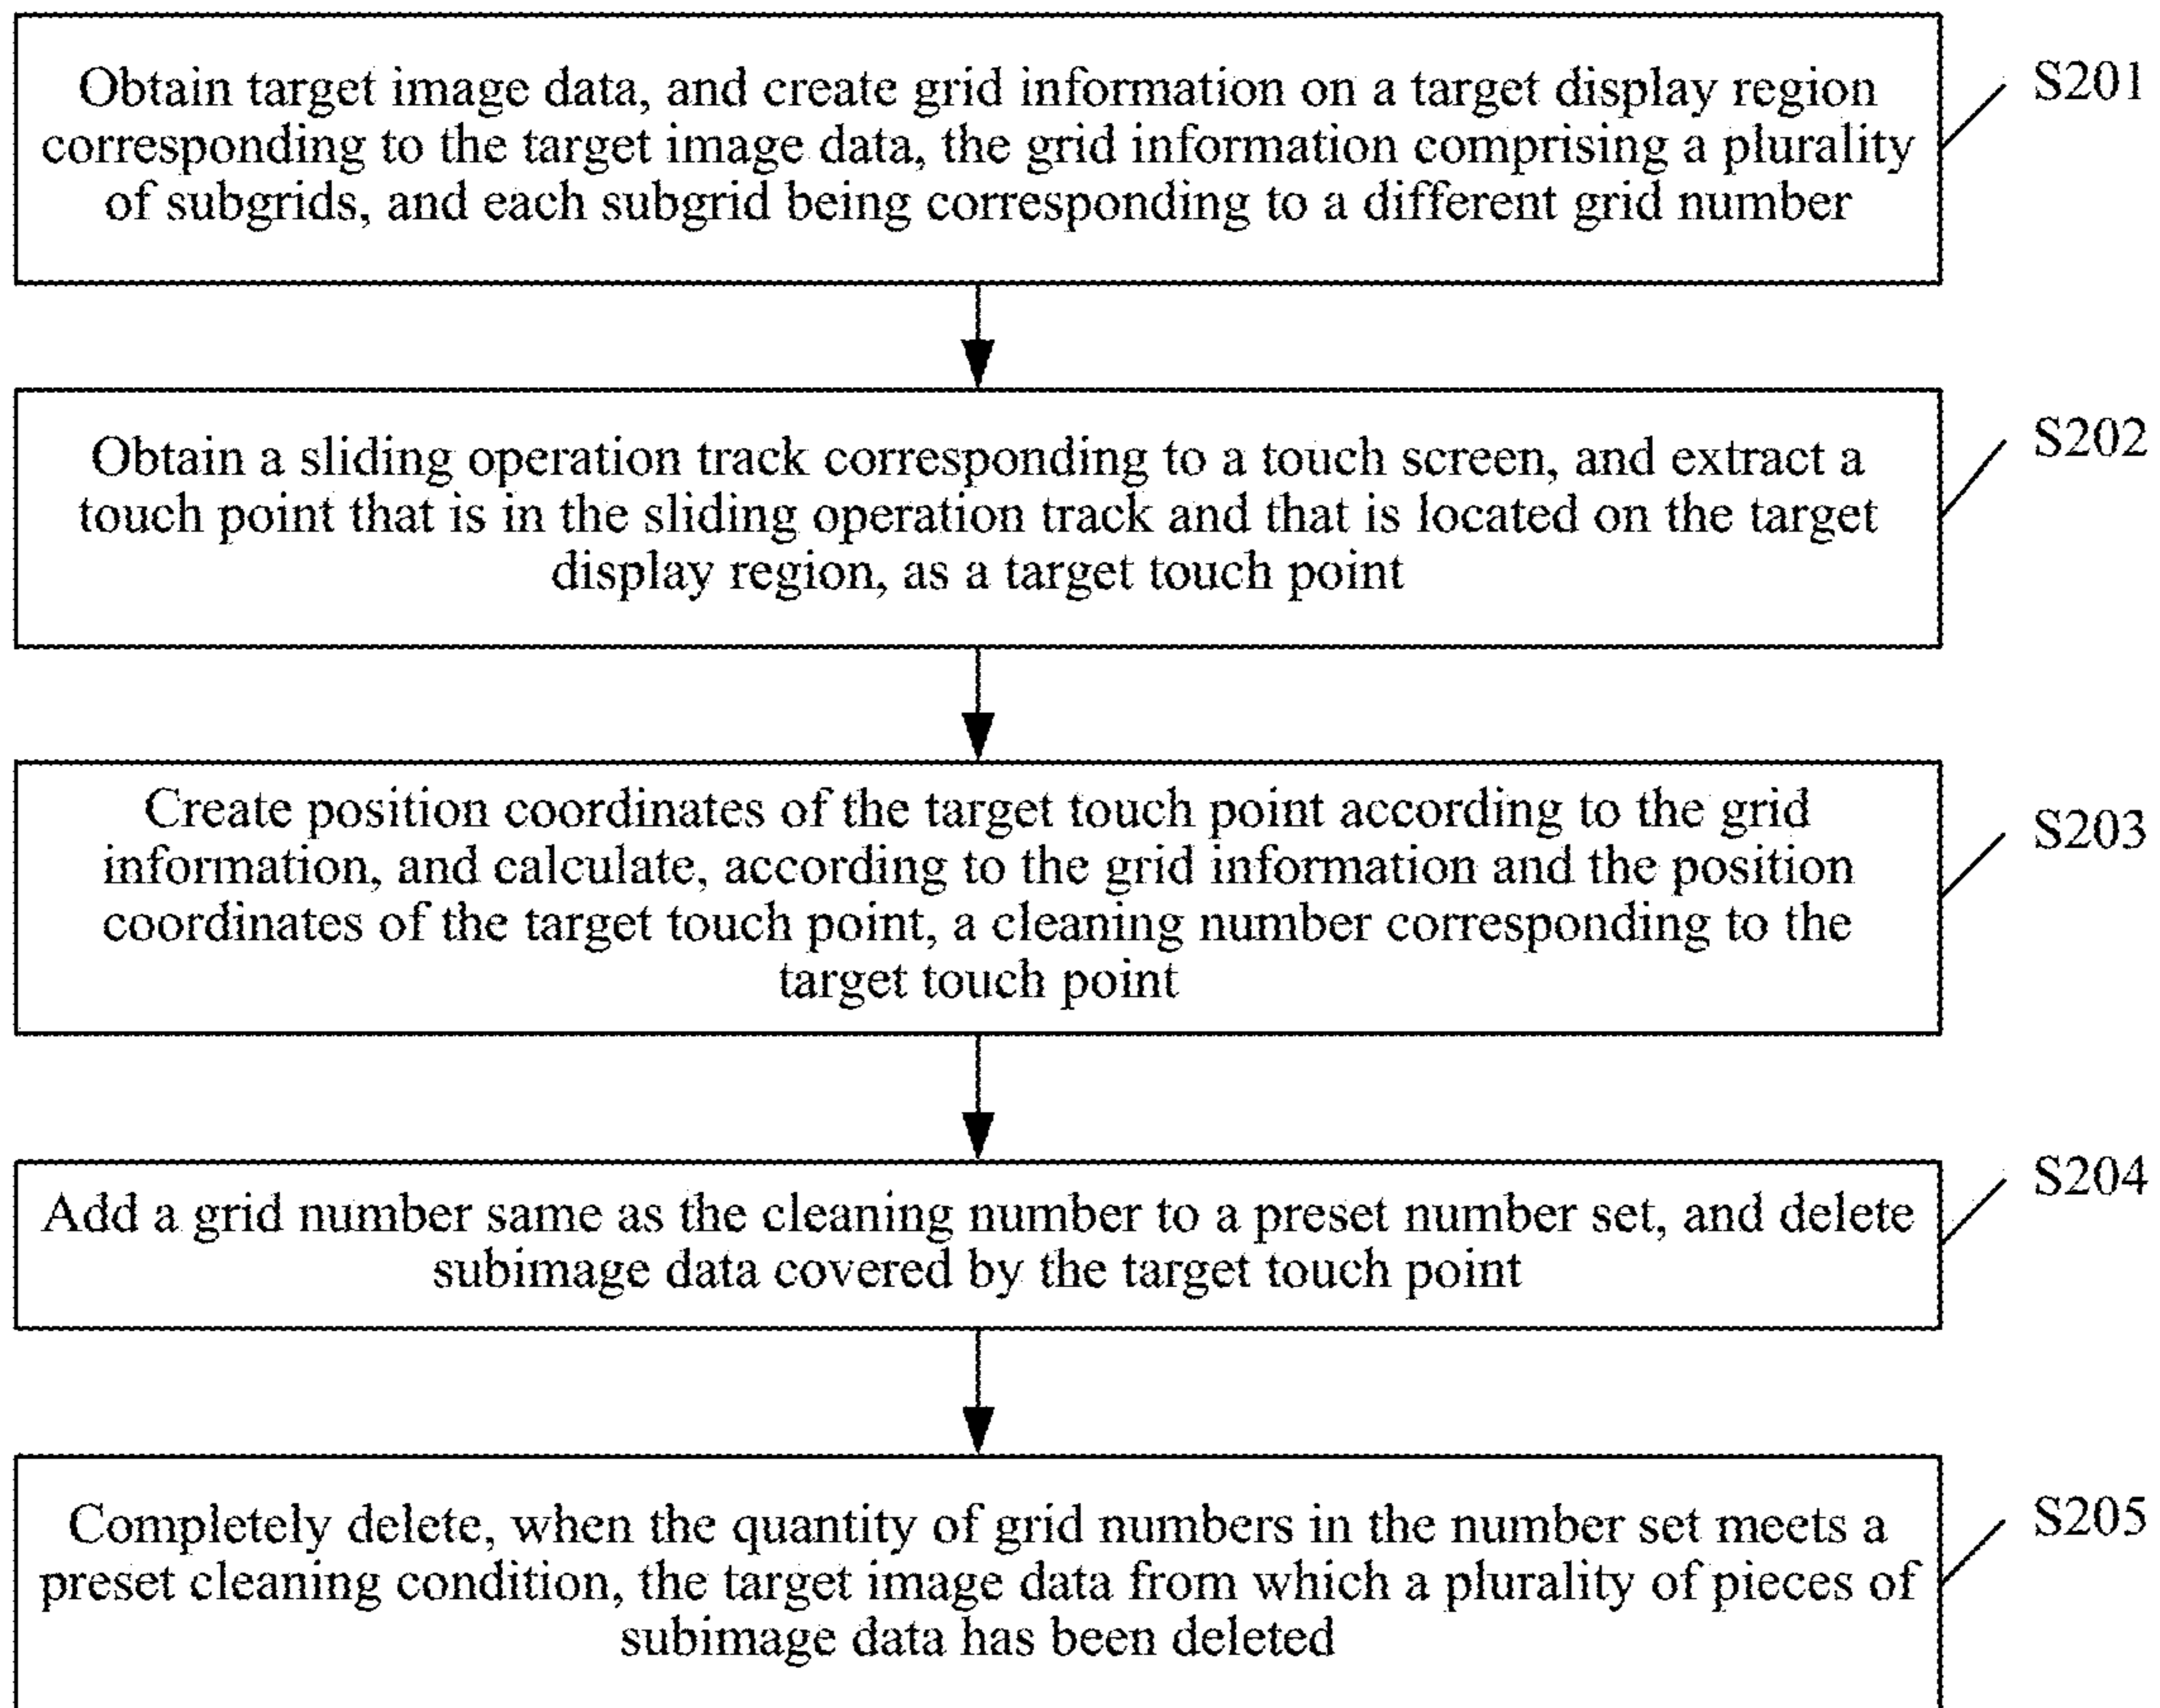 Obtain target image data, and create grid information on a target display region
corresponding to the target image data, the grid information comprising a plurality
of subgrids, and each subgrid being corresponding to a different grid number
S201
Obtain a sliding operation track corresponding to a touch screen, and extract a
touch point that is in the sliding operation track and that is located on the target
display region, as a target touch point
S202
Create position coordinates of the target touch point according to the grid
information, and calculate, according to the grid information and the position
coordinates of the target touch point, a cleaning number corresponding to the
target touch point
S203
Add a grid number same as the cleaning number to a preset number set, and delete
subimage data covered by the target touch point
S204
Completely delete, when the quantity of grid numbers in the number set meets a
preset cleaning condition, the target image data from which a plurality of pieces of
subimage data has been deleted
S205